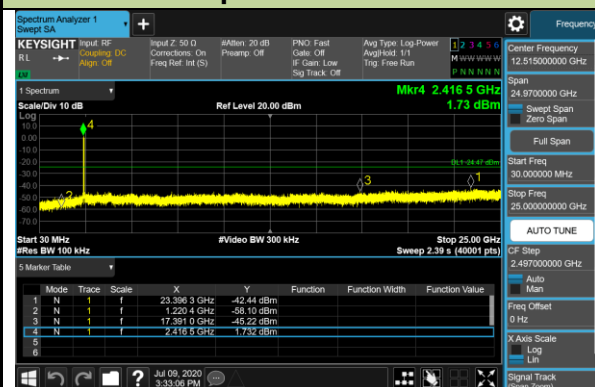 Spectrum Analyzer 1
Swept SA
+
Frequency
KEYSIGHT Input: RF Input Z: 50 Ω #Atten: 20 dB PNO: Fast Avg Type: Log-Power 1 2 3 4 5 6
RL Coupling: DC Corrections: On Preamp: Off Gate: Off Avg|Hold: 1/1 M W W W W W
Align: Off Freq Ref: Int (S) IF Gain: Low Trig: Free Run
Sig Track: Off P N N N N N
1 Spectrum
Mkr4 2.416 5 GHz
Scale/Div 10 dB Ref Level 20.00 dBm 1.73 dBm
Log
10.0
0.00
-10.0
-20.0
-30.0
-40.0
-50.0
-60.0
-70.0
4
DL1 -24.47 dBm
2
3
1
Start 30 MHz #Video BW 300 kHz Stop 25.00 GHz
#Res BW 100 kHz Sweep 2.39 s (40001 pts)
5 Marker Table
Mode Trace Scale X Y Function Function Width Function Value
1 N 1 f 23.396 3 GHz -42.44 dBm
2 N 1 f 1.220 4 GHz -58.10 dBm
3 N 1 f 17.391 0 GHz -45.22 dBm
4 N 1 f 2.416 5 GHz 1.732 dBm
5
6
Jul 09, 2020
3:33:06 PM
?
Center Frequency
12.515000000 GHz
Span
24.9700000 GHz
Swept Span
Zero Span
Full Span
Start Freq
30.000000 MHz
Stop Freq
25.000000000 GHz
AUTO TUNE
CF Step
2.497000000 GHz
Auto
Man
Freq Offset
0 Hz
X Axis Scale
Log
Lin
Signal Track
(Span Zoom)